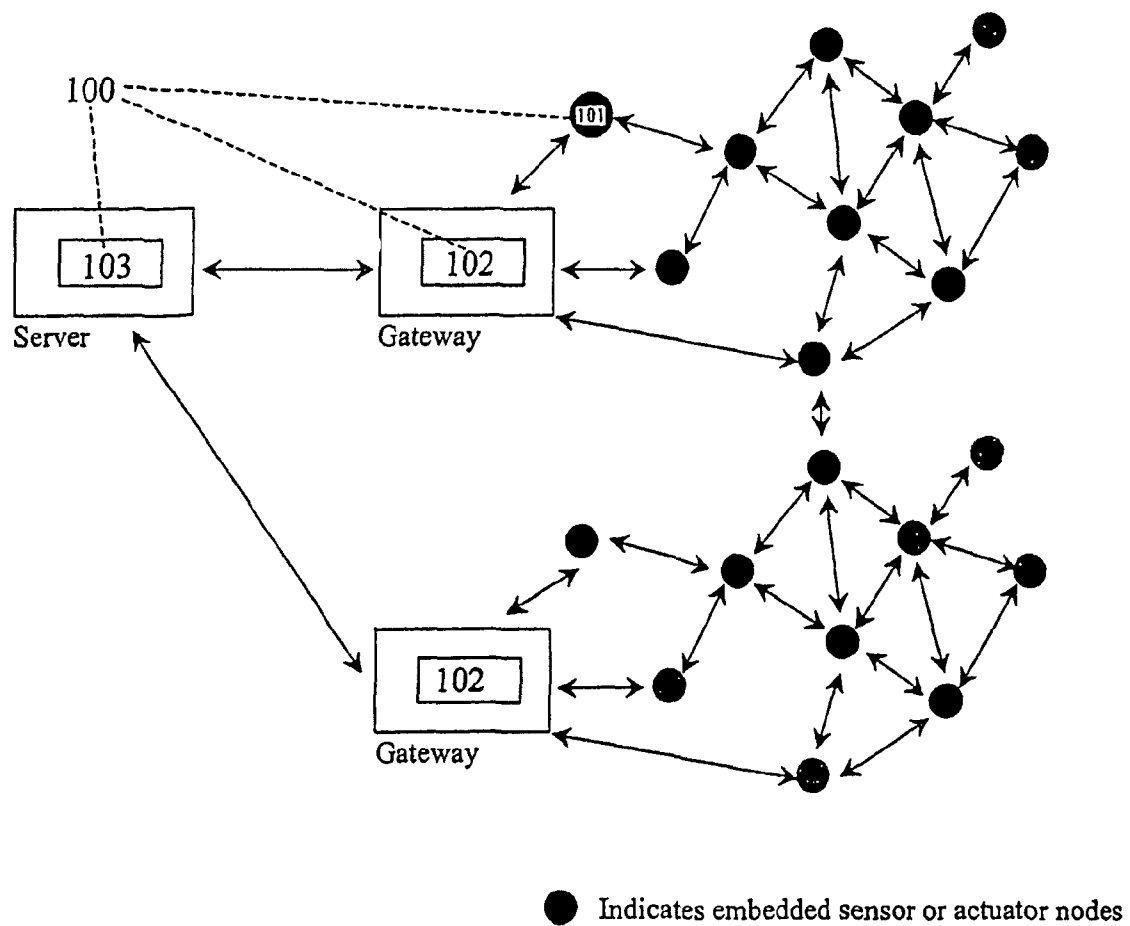 100
101
103
102
Server
Gateway
102
Gateway
Indicates embedded sensor or actuator nodes